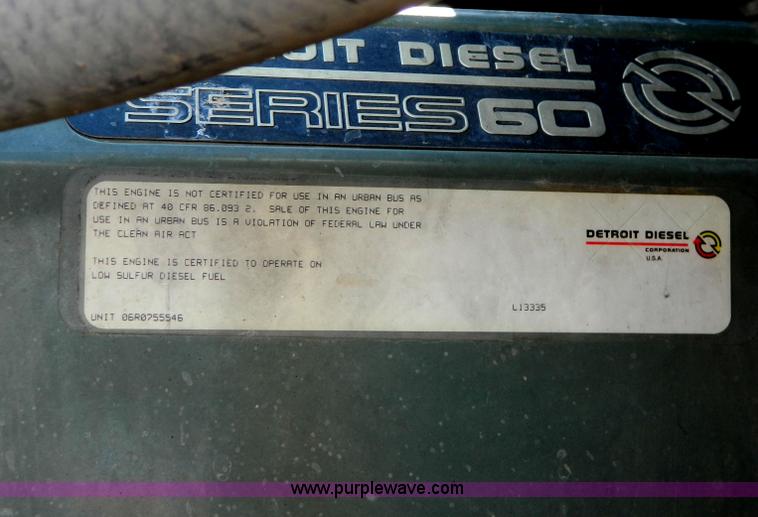 DIESEL
SERIES 60
THIS ENGINE IS NOT CERTIFIED FOR USE IN AN URBAN BUS AS
DEFINED AT 40 CFR 86.093 2. SALE OF THIS ENGINE FOR
USE IN AN URBAN BUS IS A VIOLATION OF FEDERAL LAW UNDER
THE CLEAN AIR ACT
DETROIT DIESEL
CORPORATION
U.S.A.
THIS ENGINE IS CERTIFIED TO OPERATE ON
LOW SULFUR DIESEL FUEL
L13335
UNIT 06R0755546
www.purplewave.com